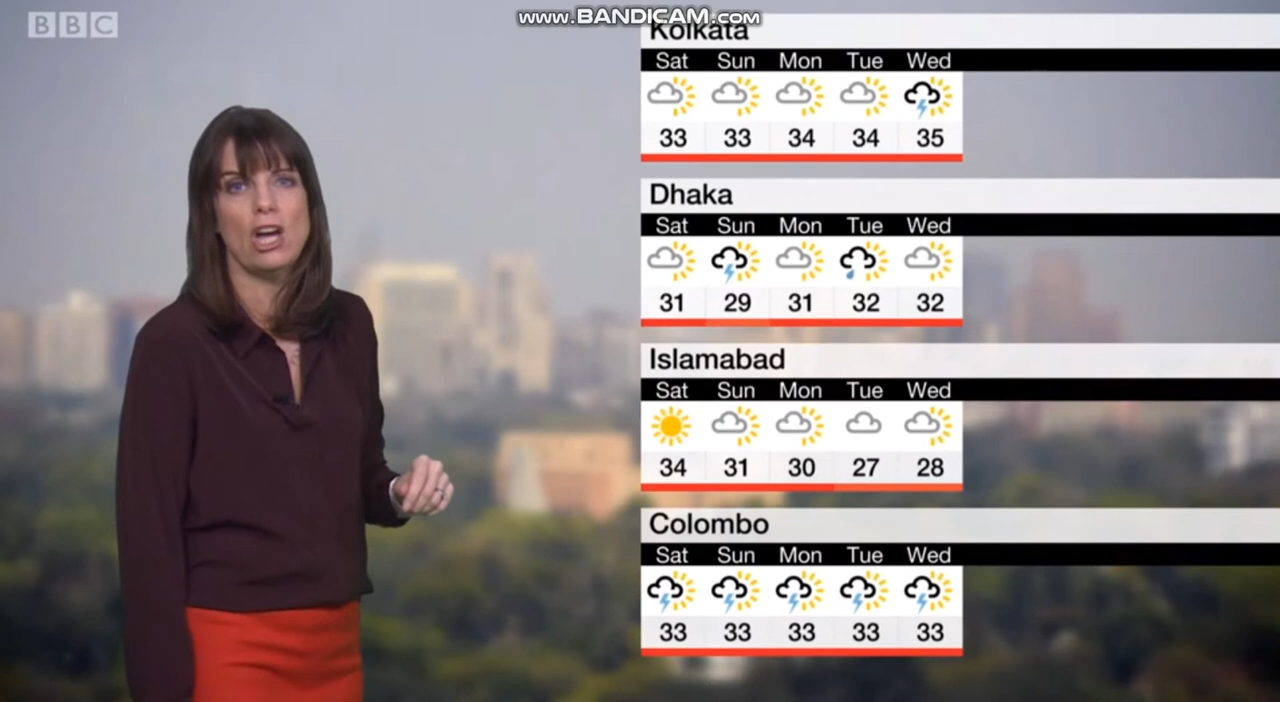 BBC
www.BANDICAM.com
Kolkata
Sat Sun Mon Tue Wed
33 33 34 34 35
Dhaka
Sat Sun Mon Tue Wed
31 29 31 32 32
Islamabad
Sat Sun Mon Tue Wed
34 31 30 27 28
Colombo
Sat Sun Mon Tue Wed
33 33 33 33 33